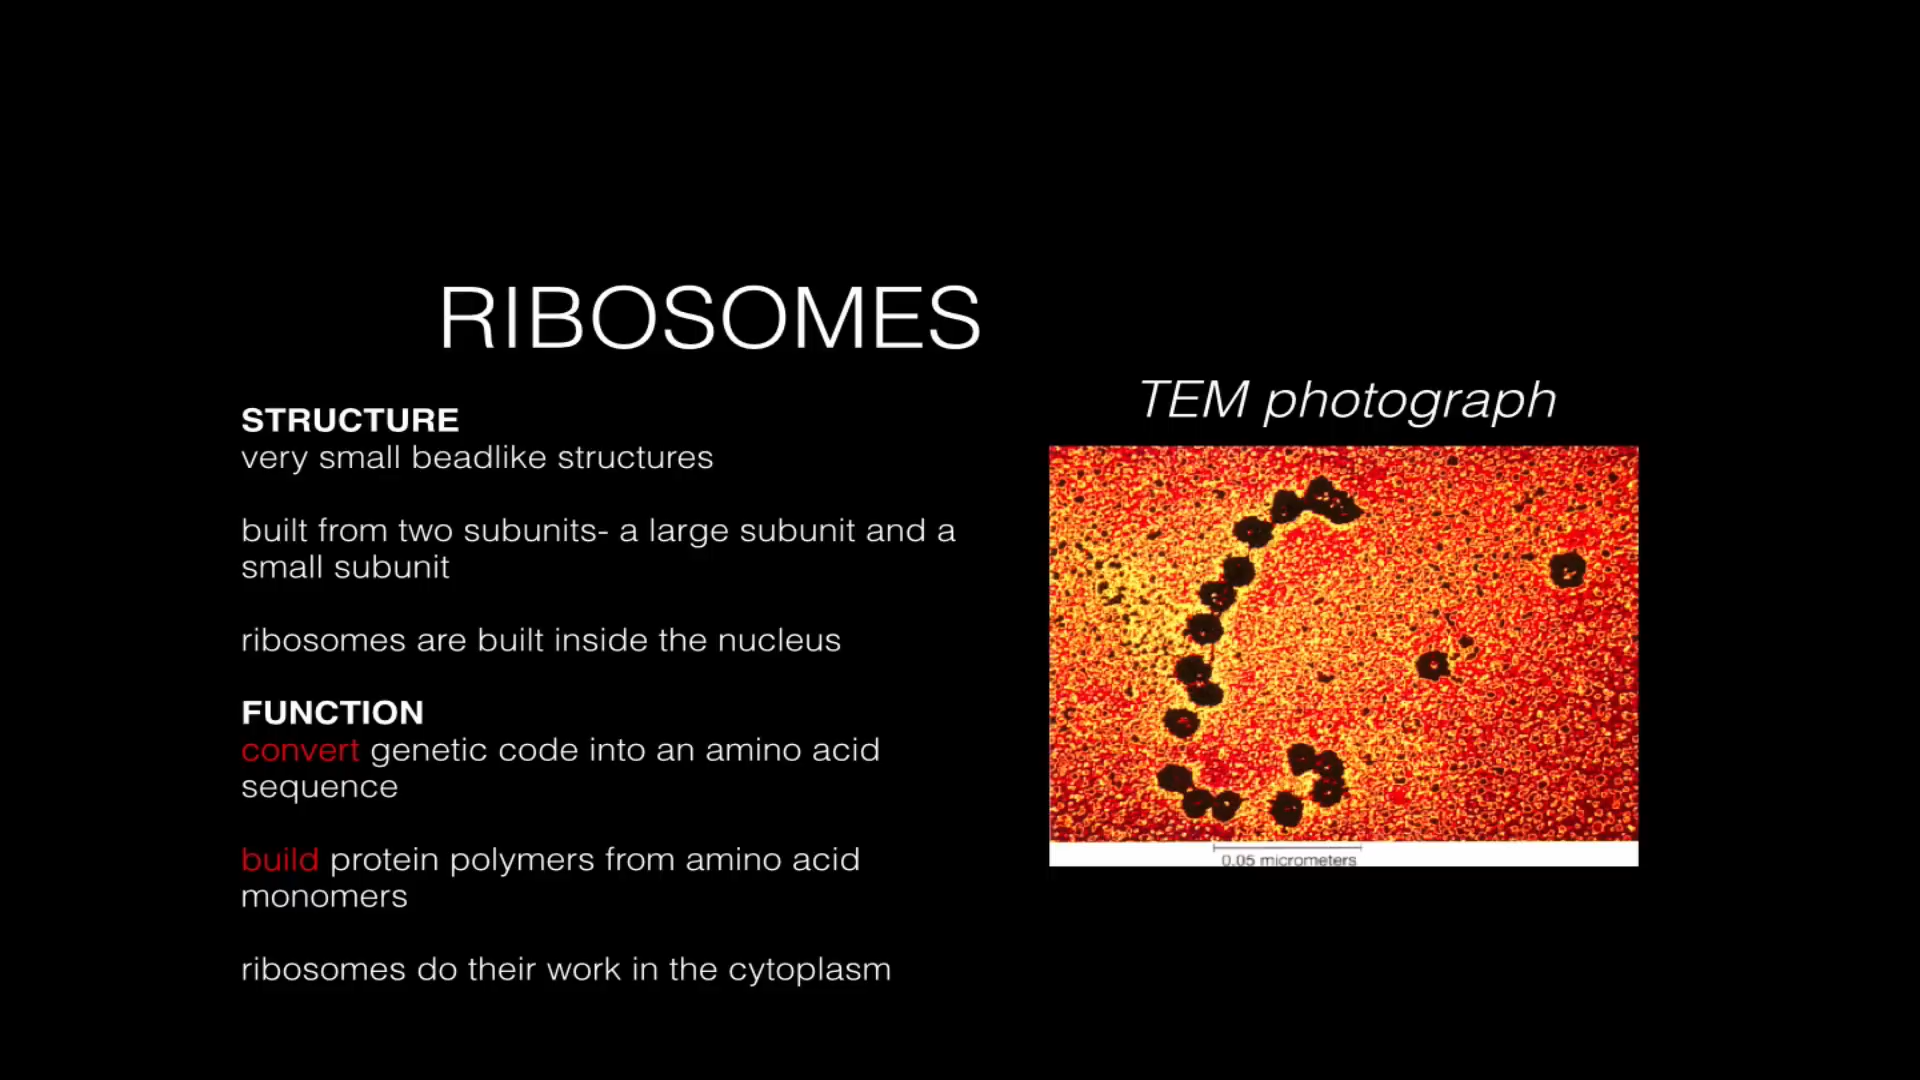 RIBOSOMES
STRUCTURE
very small beadlike structures
built from two subunits- a large subunit and a
small subunit
ribosomes are built inside the nucleus
FUNCTION
convert genetic code into an amino acid
sequence
build protein polymers from amino acid
monomers
ribosomes do their work in the cytoplasm
TEM photograph
0.05 micrometers